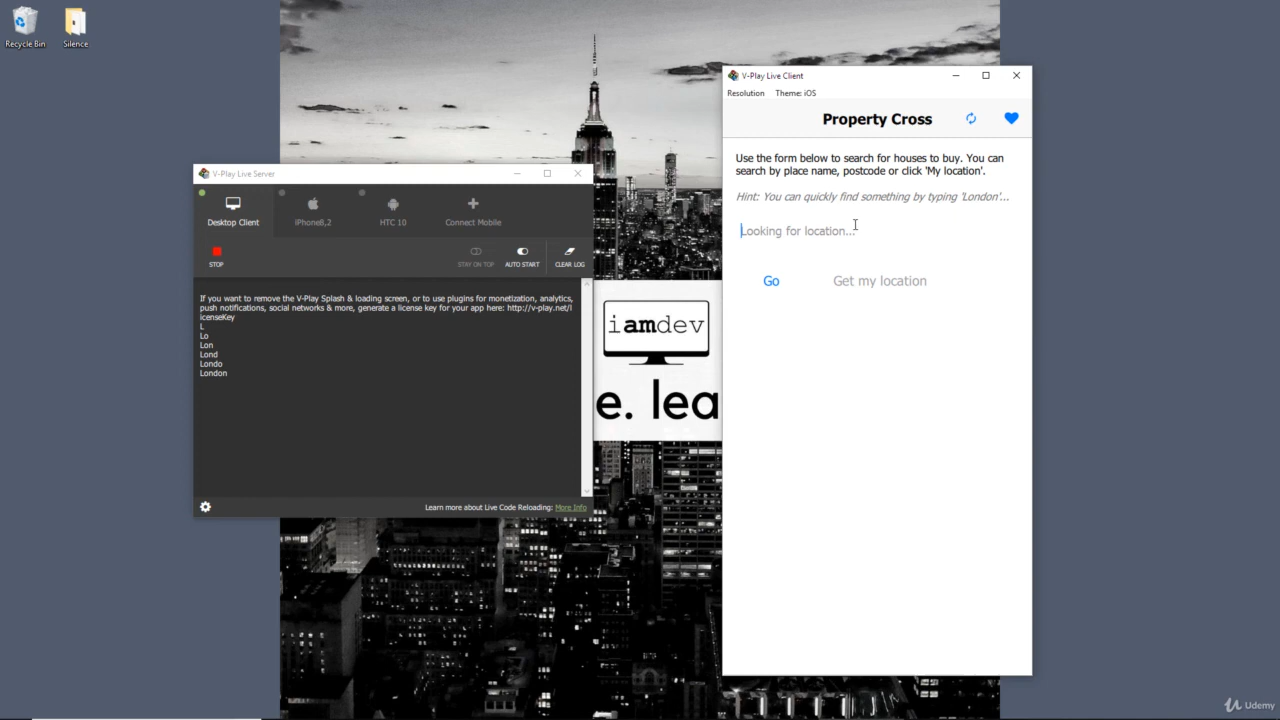 Recycle Bin
Silence
V-Play Live Server
Desktop Client
iPhone8,2
HTC 10
Connect Mobile
STOP
STAY ON TOP
AUTO START
CLEAR LOG
If you want to remove the V-Play Splash & loading screen, or to use plugins for monetization, analytics,
push notifications, social networks & more, generate a license key for your app here: http://v-play.net/l
icenseKey
L
Lo
Lon
Lond
Londo
London
Learn more about Live Code Reloading: More Info
iamdev
e. lea
V-Play Live Client
Resolution Theme: iOS
Property Cross
Use the form below to search for houses to buy. You can
search by place name, postcode or click 'My location'.
Hint: You can quickly find something by typing 'London'...
Looking for location...
Go
Get my location
Udemy